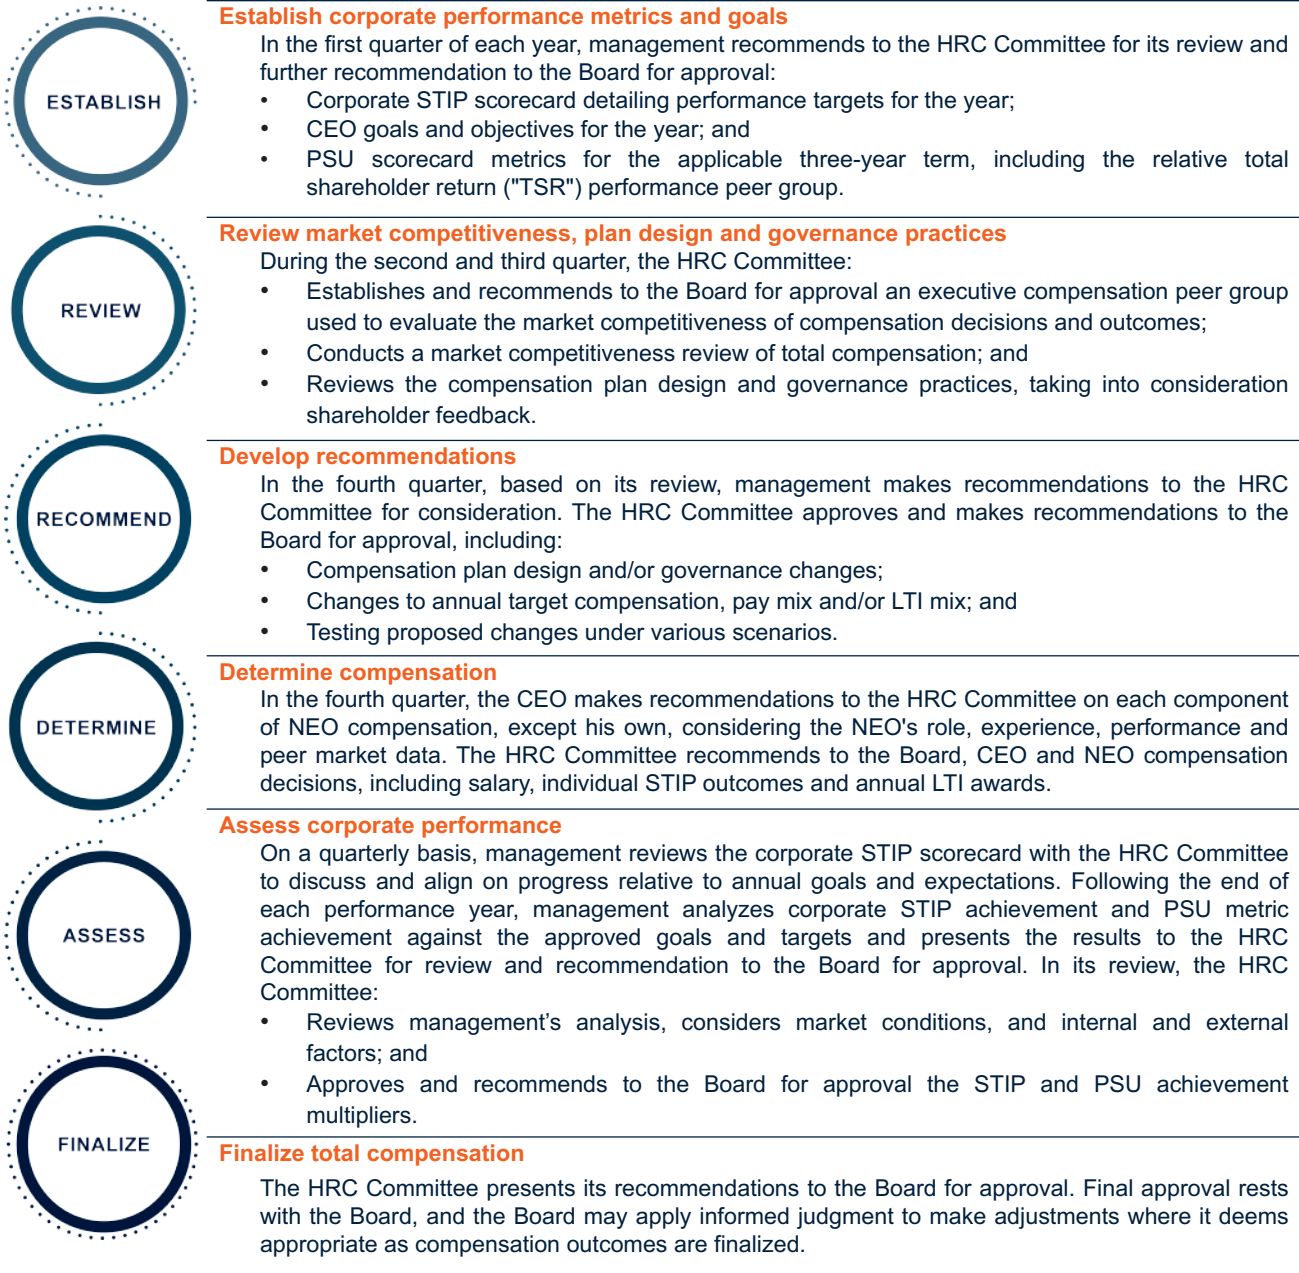 ESTABLISH
Establish corporate performance metrics and goals
In the first quarter of each year, management recommends to the HRC Committee for its review and
further recommendation to the Board for approval:
• Corporate STIP scorecard detailing performance targets for the year;
• CEO goals and objectives for the year; and
• PSU scorecard metrics for the applicable three-year term, including the relative total
shareholder return ("TSR") performance peer group.
REVIEW
Review market competitiveness, plan design and governance practices
During the second and third quarter, the HRC Committee:
• Establishes and recommends to the Board for approval an executive compensation peer group
used to evaluate the market competitiveness of compensation decisions and outcomes;
• Conducts a market competitiveness review of total compensation; and
• Reviews the compensation plan design and governance practices, taking into consideration
shareholder feedback.
RECOMMEND
Develop recommendations
In the fourth quarter, based on its review, management makes recommendations to the HRC
Committee for consideration. The HRC Committee approves and makes recommendations to the
Board for approval, including:
• Compensation plan design and/or governance changes;
• Changes to annual target compensation, pay mix and/or LTI mix; and
• Testing proposed changes under various scenarios.
DETERMINE
Determine compensation
In the fourth quarter, the CEO makes recommendations to the HRC Committee on each component
of NEO compensation, except his own, considering the NEO's role, experience, performance and
peer market data. The HRC Committee recommends to the Board, CEO and NEO compensation
decisions, including salary, individual STIP outcomes and annual LTI awards.
ASSESS
Assess corporate performance
On a quarterly basis, management reviews the corporate STIP scorecard with the HRC Committee
to discuss and align on progress relative to annual goals and expectations. Following the end of
each performance year, management analyzes corporate STIP achievement and PSU metric
achievement against the approved goals and targets and presents the results to the HRC
Committee for review and recommendation to the Board for approval. In its review, the HRC
Committee:
• Reviews management’s analysis, considers market conditions, and internal and external
factors; and
• Approves and recommends to the Board for approval the STIP and PSU achievement
multipliers.
FINALIZE
Finalize total compensation
The HRC Committee presents its recommendations to the Board for approval. Final approval rests
with the Board, and the Board may apply informed judgment to make adjustments where it deems
appropriate as compensation outcomes are finalized.